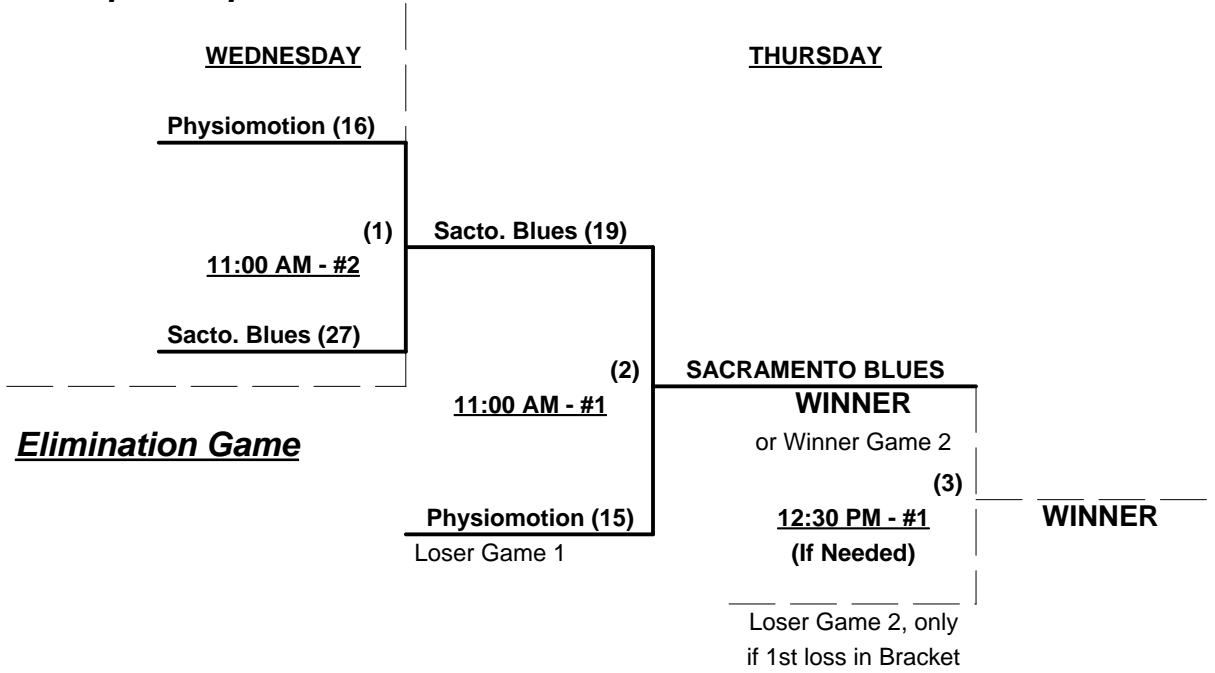 WEDNESDAY THURSDAY
Physiomotion (16)
(1) Sacto. Blues (19)
11:00 AM - #2
Sacto. Blues (27)
(2) SACRAMENTO BLUES
11:00 AM - #1 WINNER
Elimination Game or Winner Game 2
(3)
Physiomotion (15) 12:30 PM - #1 WINNER
Loser Game 1 (If Needed)
Loser Game 2, only
if 1st loss in Bracket